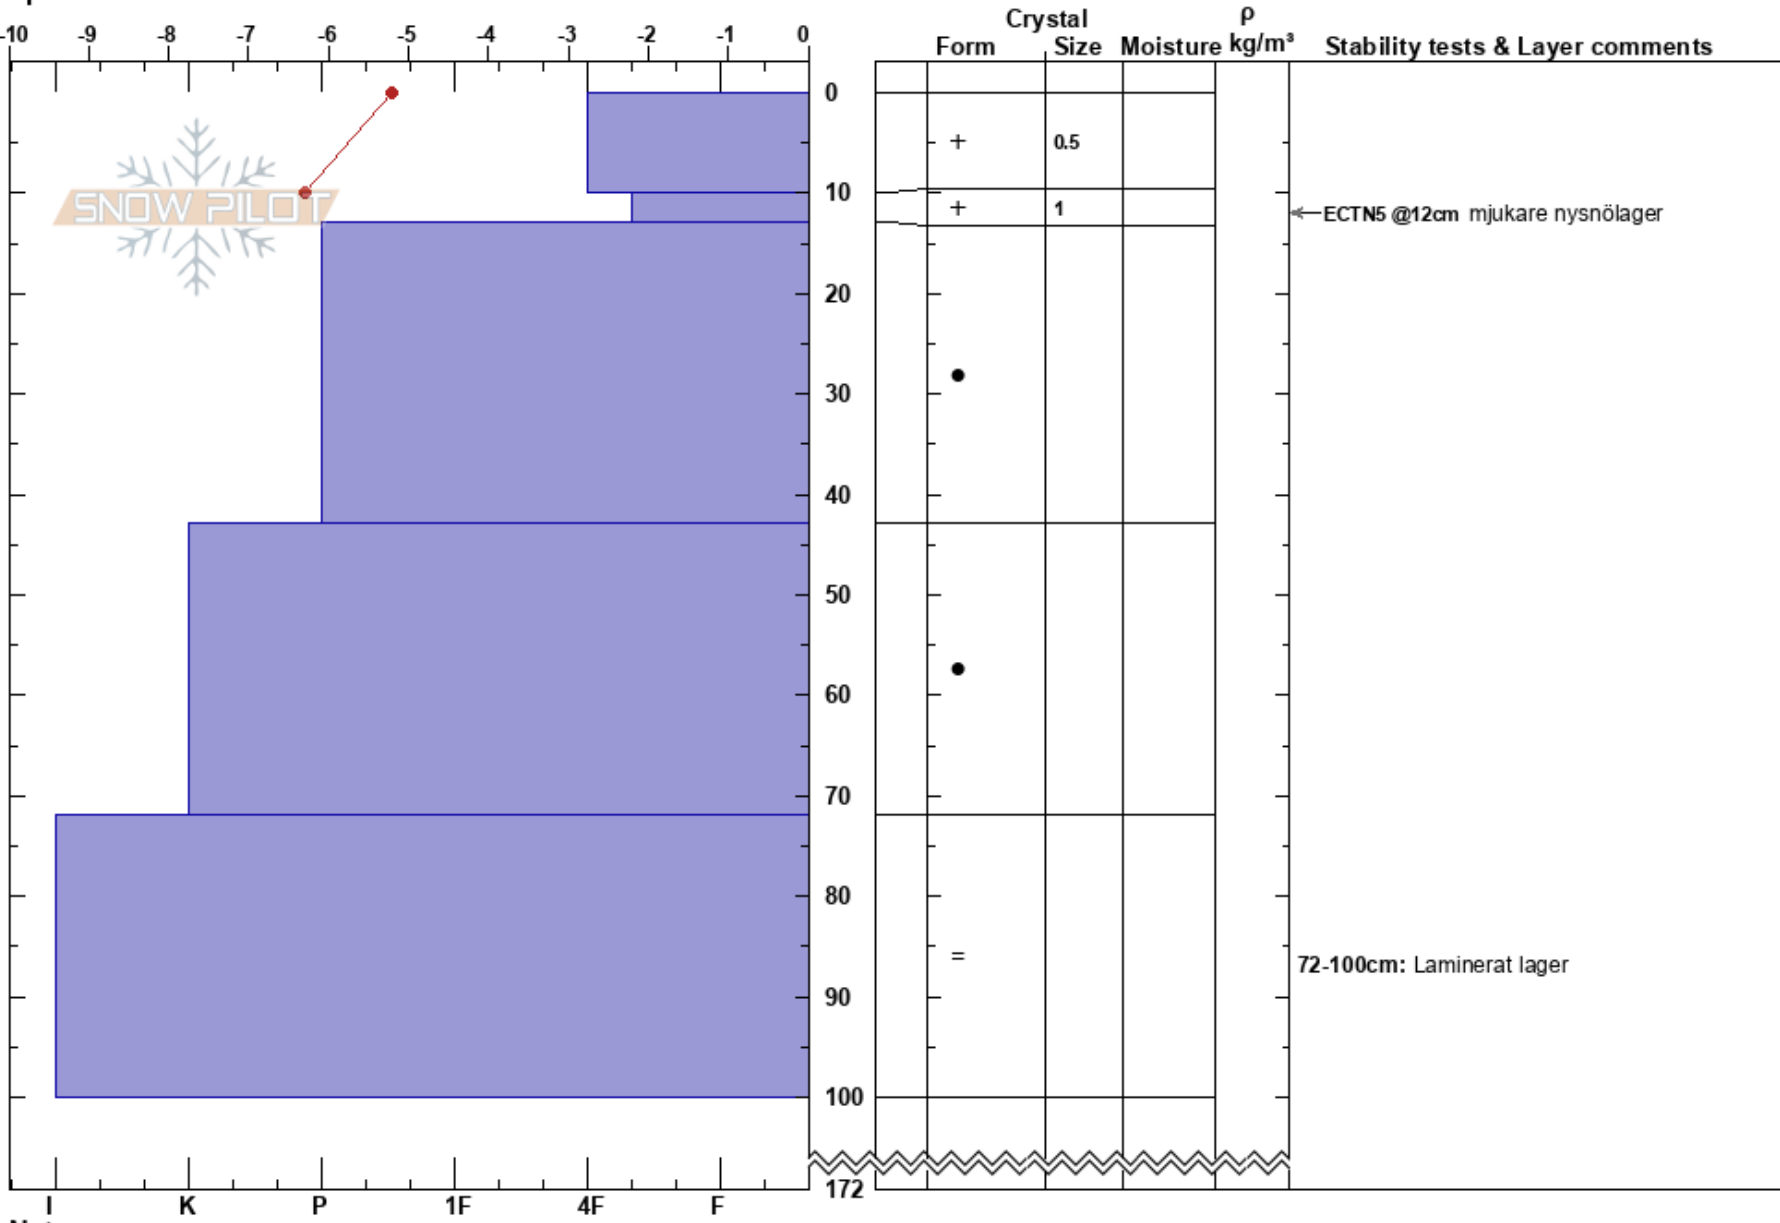 -10 -9 -8 -7 -6 -5 -4 -3 -2 -1 0
Crystal
ρ
Form Size Moisture kg/m³ Stability tests & Layer comments
0
+ 0.5
SNOW PILOT
10
+ 1
ECTN5 @12cm mjukare nysnölager
20
30
40
50
60
70
80
=
72-100cm: Laminerat lager
90
100
172
I K P 1F 4F F